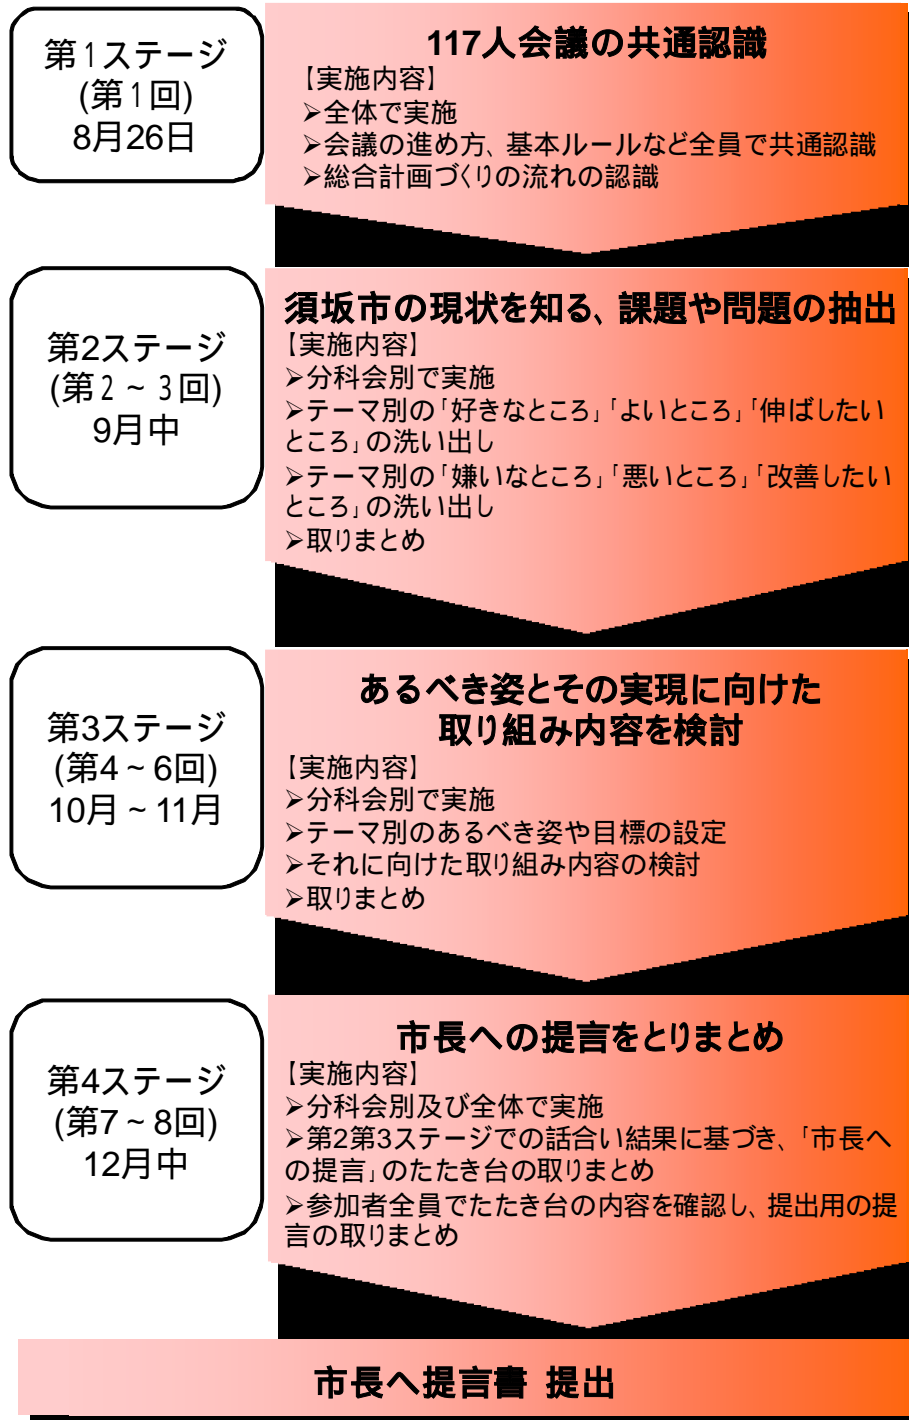 第1ステージ
(第1回)
8月26日
117人会議の共通認識
【実施内容】
➢全体で実施
➢会議の進め方、基本ルールなど全員で共通認識
➢総合計画づくりの流れの認識
第2ステージ
(第2～3回)
9月中
須坂市の現状を知る、課題や問題の抽出
【実施内容】
➢分科会別で実施
➢テーマ別の「好きなところ」「よいところ」「伸ばしたい
ところ」の洗い出し
➢テーマ別の「嫌いなところ」「悪いところ」「改善したい
ところ」の洗い出し
➢取りまとめ
第3ステージ
(第4～6回)
10月～11月
あるべき姿とその実現に向けた
取り組み内容を検討
【実施内容】
➢分科会別で実施
➢テーマ別のあるべき姿や目標の設定
➢それに向けた取り組み内容の検討
➢取りまとめ
第4ステージ
(第7～8回)
12月中
市長への提言をとりまとめ
【実施内容】
➢分科会別及び全体で実施
➢第2第3ステージでの話合い結果に基づき、「市長へ
の提言」のたたき台の取りまとめ
➢参加者全員でたたき台の内容を確認し、提出用の提
言の取りまとめ
市長へ提言書 提出